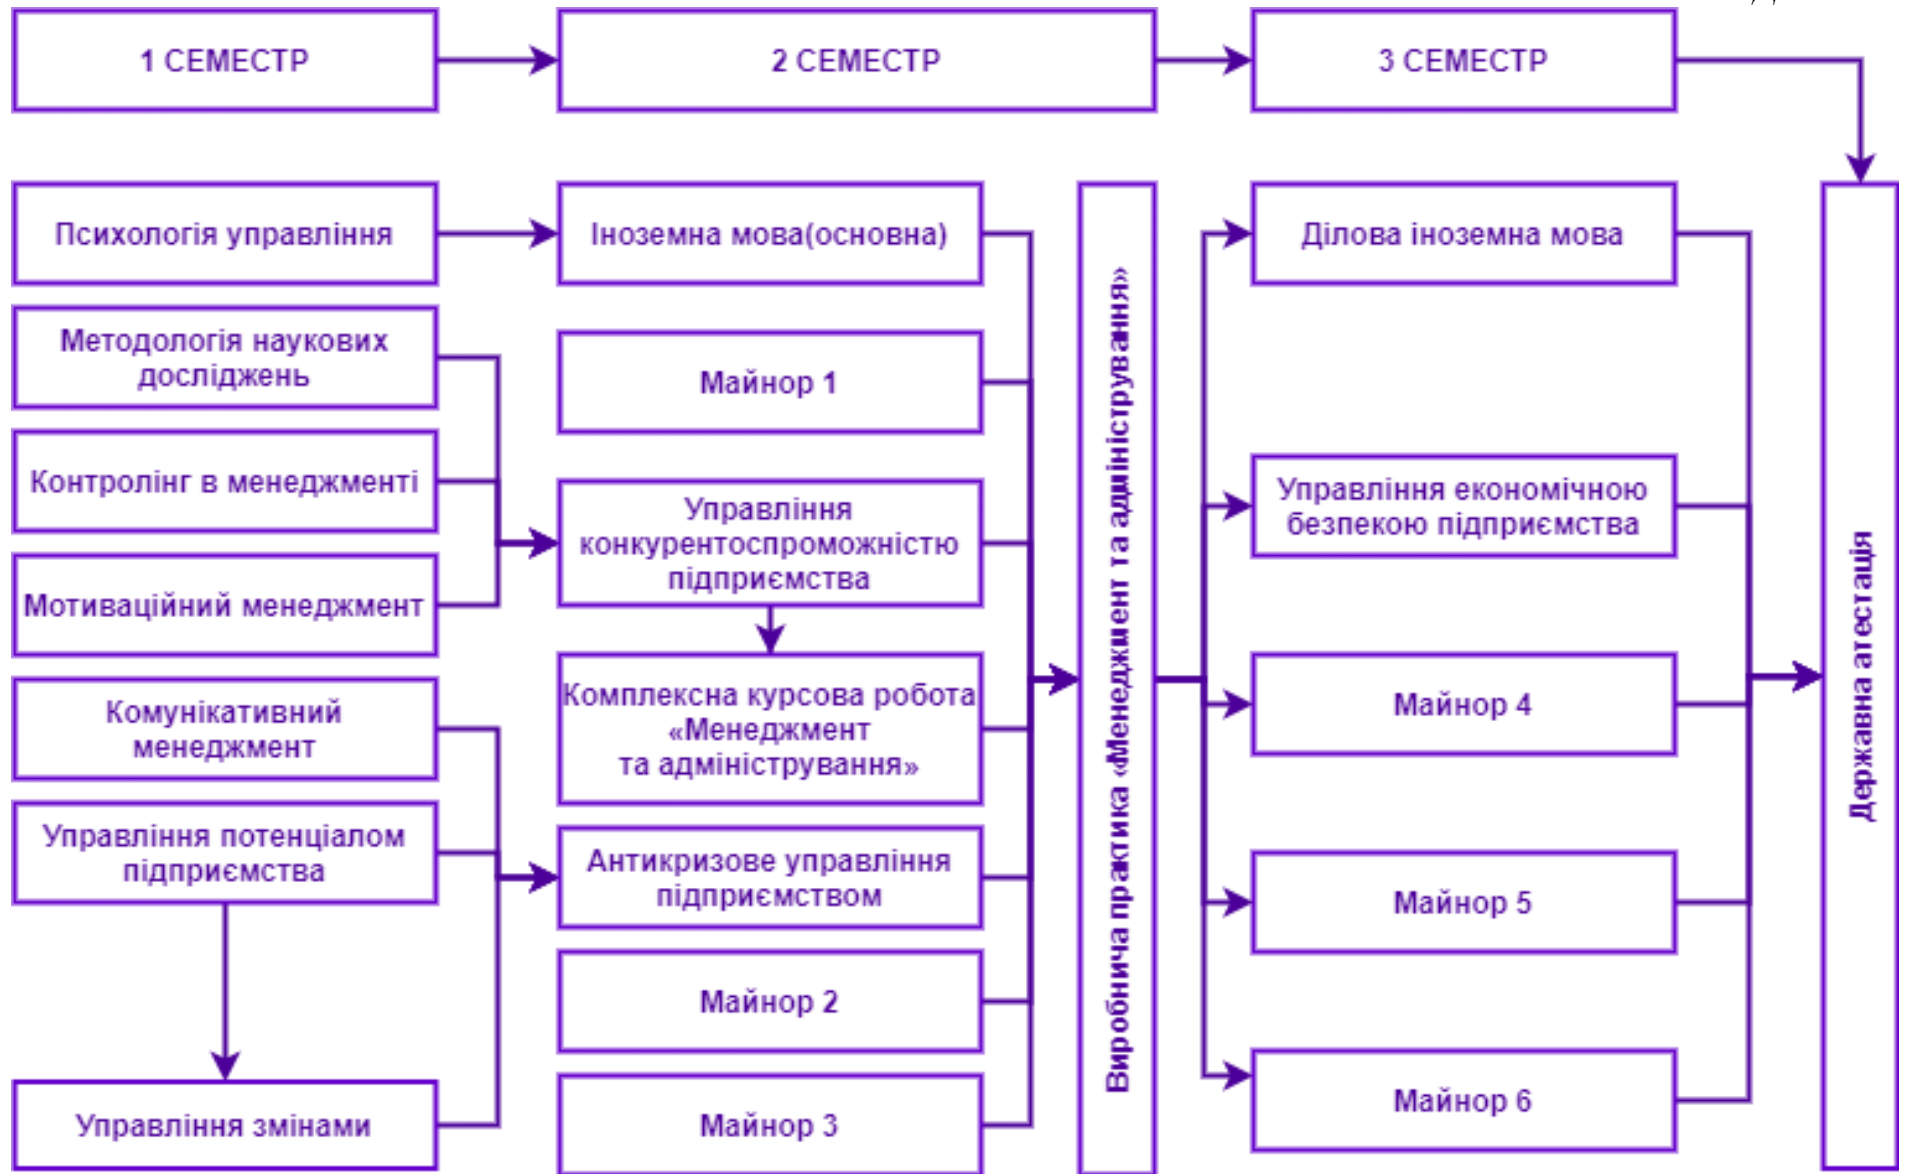 1 СЕМЕСТР
2 СЕМЕСТР
3 СЕМЕСТР
Психологія управління
Методологія наукових
досліджень
Контролінг в менеджменті
Мотиваційний менеджмент
Комунікативний
менеджмент
Управління потенціалом
підприємства
Управління змінами
Іноземна мова(основна)
Майнор 1
Управління
конкурентоспроможністю
підприємства
Комплексна курсова робота
«Менеджмент
та адміністрування»
Антикризове управління
підприємством
Майнор 2
Майнор 3
Виробнича практика «Менеджмент та адміністрування»
Ділова іноземна мова
Управління економічною
безпекою підприємства
Майнор 4
Майнор 5
Майнор 6
Державна атестація